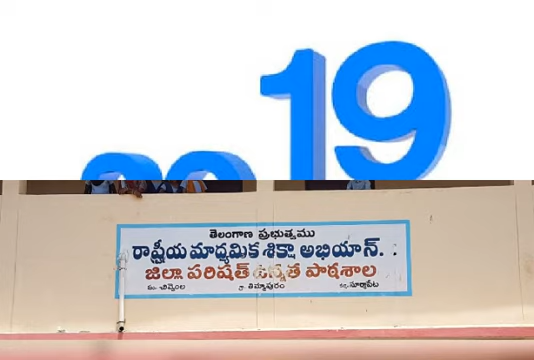 19
తెలంగాణ ప్రభుత్వము
రాష్ట్రీయ మాధ్యమిక శిక్షా అభియాన్.
జిల్లా పరిషత్ ఉన్నత పాఠశాల
మం. చివ్వెంల గ్రా. తిమ్మాపురం జిల్లా. సూర్యాపేట